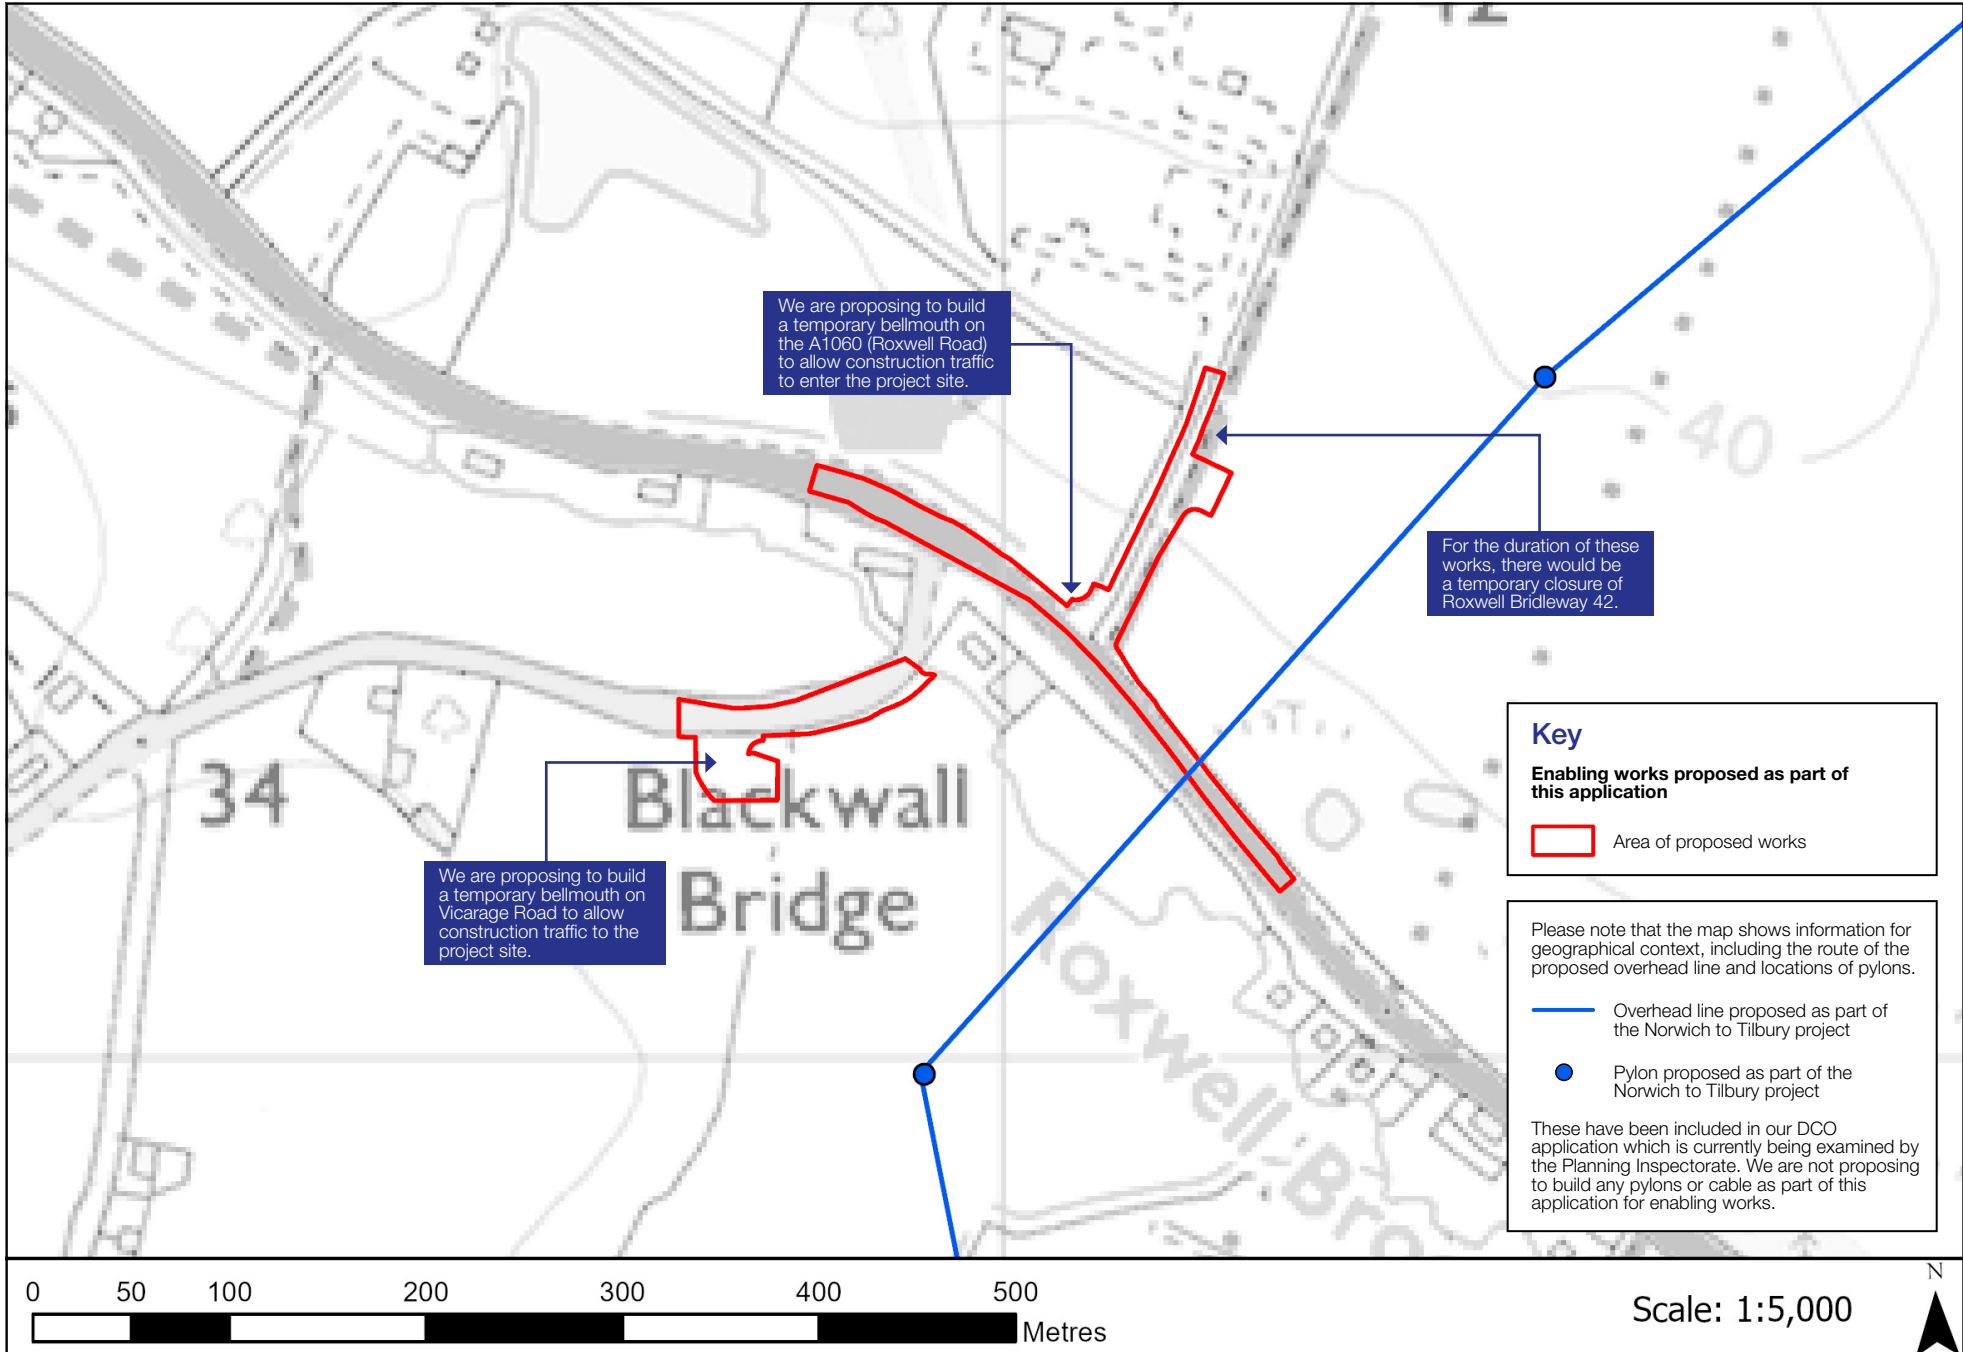 We are proposing to build
a temporary bellmouth on
the A1060 (Roxwell Road)
to allow construction traffic
to enter the project site.
40
For the duration of these
works, there would be
a temporary closure of
Roxwell Bridleway 42.
34
Blackwall
Bridge
We are proposing to build
a temporary bellmouth on
Vicarage Road to allow
construction traffic to the
project site.
Roxwell Bro
Key
Enabling works proposed as part of
this application
Area of proposed works
Please note that the map shows information for
geographical context, including the route of the
proposed overhead line and locations of pylons.
Overhead line proposed as part of
the Norwich to Tilbury project
Pylon proposed as part of the
Norwich to Tilbury project
These have been included in our DCO
application which is currently being examined by
the Planning Inspectorate. We are not proposing
to build any pylons or cable as part of this
application for enabling works.
0 50 100 200 300 400 500
Metres
Scale: 1:5,000
N